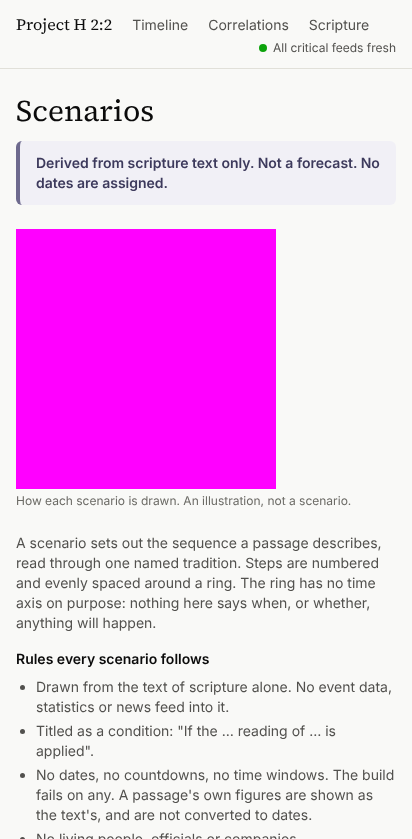 Project H 2:2 Timeline Correlations Scripture
All critical feeds fresh
Scenarios
Derived from scripture text only. Not a forecast. No
dates are assigned.
How each scenario is drawn. An illustration, not a scenario.
A scenario sets out the sequence a passage describes,
read through one named tradition. Steps are numbered
and evenly spaced around a ring. The ring has no time
axis on purpose: nothing here says when, or whether,
anything will happen.
Rules every scenario follows
Drawn from the text of scripture alone. No event data,
statistics or news feed into it.
Titled as a condition: "If the ... reading of ... is
applied".
No dates, no countdowns, no time windows. The build
fails on any. A passage's own figures are shown as
the text's, and are not converted to dates.
No living people, officials or companies